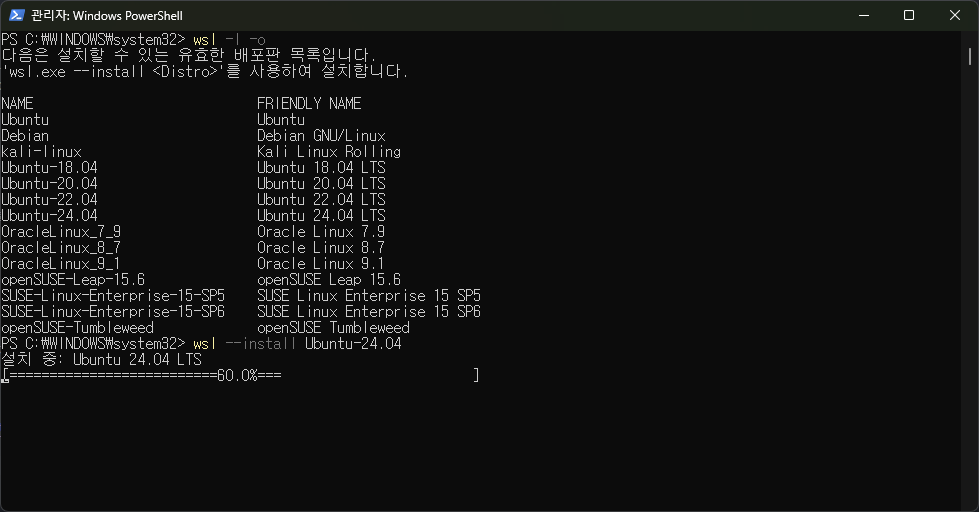 관리자: Windows PowerShell
PS C:₩WINDOWS₩system32> wsl -l -o
다음은 설치할 수 있는 유효한 배포판 목록입니다.
'wsl.exe --install <Distro>'를 사용하여 설치합니다.
NAME FRIENDLY NAME
Ubuntu Ubuntu
Debian Debian GNU/Linux
kali-linux Kali Linux Rolling
Ubuntu-18.04 Ubuntu 18.04 LTS
Ubuntu-20.04 Ubuntu 20.04 LTS
Ubuntu-22.04 Ubuntu 22.04 LTS
Ubuntu-24.04 Ubuntu 24.04 LTS
OracleLinux_7_9 Oracle Linux 7.9
OracleLinux_8_7 Oracle Linux 8.7
OracleLinux_9_1 Oracle Linux 9.1
openSUSE-Leap-15.6 openSUSE Leap 15.6
SUSE-Linux-Enterprise-15-SP5 SUSE Linux Enterprise 15 SP5
SUSE-Linux-Enterprise-15-SP6 SUSE Linux Enterprise 15 SP6
openSUSE-Tumbleweed openSUSE Tumbleweed
PS C:₩WINDOWS₩system32> wsl --install Ubuntu-24.04
설치 중: Ubuntu 24.04 LTS
[==========================60.0%=== ]